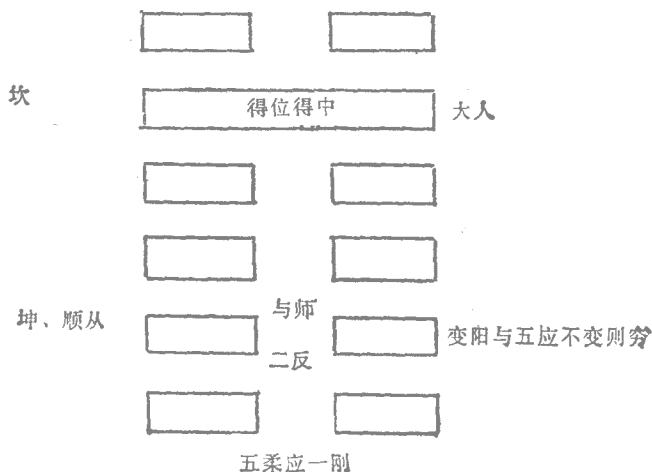 坎
得位得中
大人
与师
坤、顺从
变阳与五应不变则穷
二反
五柔应一刚